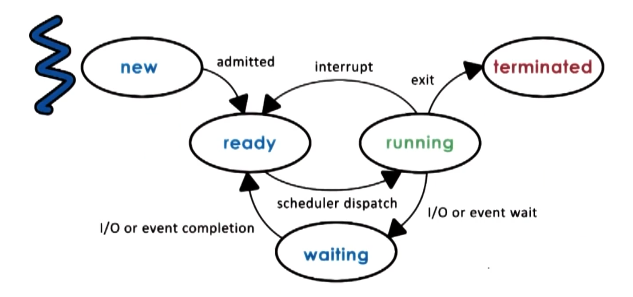 new
admitted
interrupt
exit
terminated
ready
running
scheduler dispatch
I/O or event completion
I/O or event wait
waiting